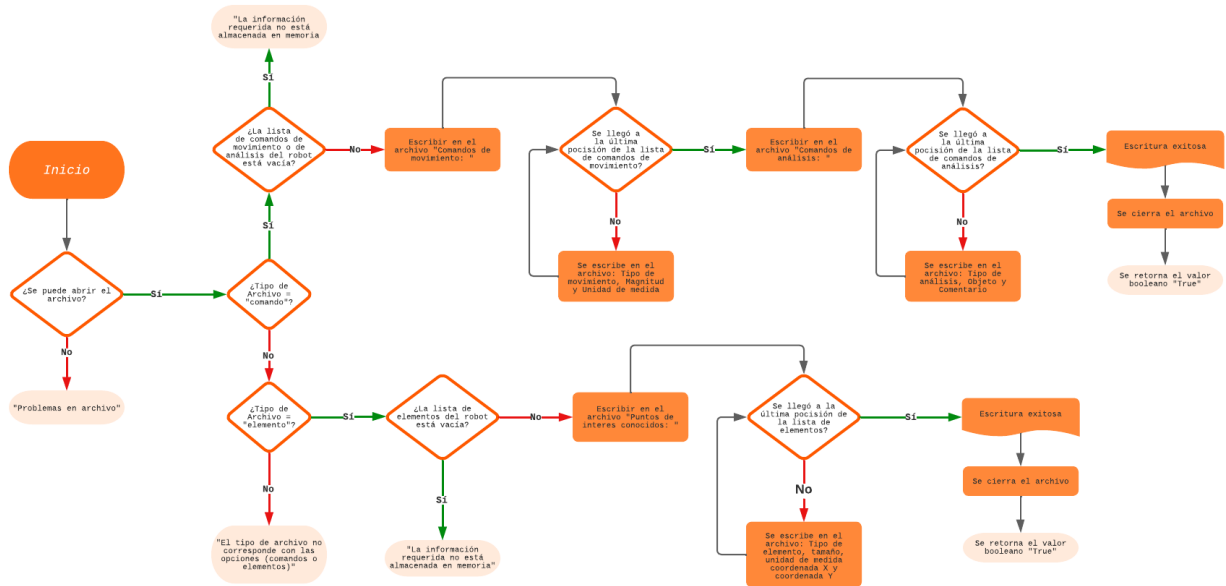 "La información
requerida no está
almacenada en memoria"
Sí
¿La lista
de comandos de
movimiento o de
análisis del robot
está vacía?
No
Escribir en el
archivo "Comandos de
movimiento: "
Se llegó a
la última
pocisión de la lista
de comandos de
movimiento?
Sí
Escribir en el
archivo "Comandos de
análisis: "
Se llegó a
la última
pocisión de la lista
de comandos de
análisis?
Sí
Escritura exitosa
Inicio
Sí
No
No
Se cierra el archivo
¿Se puede abrir el
archivo?
Sí
¿Tipo de
Archivo =
"comando"?
Se escribe en el
archivo: Tipo de
movimiento, Magnitud
y Unidad de medida
Se escribe en el
archivo: Tipo de
análisis, Objeto y
Comentario
Se retorna el valor
booleano "True"
No
No
"Problemas en archivo"
¿Tipo de
Archivo =
"elemento"?
Sí
¿La lista de
elementos del robot
está vacía?
No
Escribir en el
archivo "Puntos de
interes conocidos: "
Se llegó a la
última pocisión de
la lista de
elementos?
Sí
Escritura exitosa
No
Sí
No
Se cierra el archivo
"El tipo de archivo no
corresponde con las
opciones (comandos o
elementos)"
"La información
requerida no está
almacenada en memoria"
Se escribe en el
archivo: Tipo de
elemento, tamaño,
unidad de medida
coordenada X y
coordenada Y
Se retorna el valor
booleano "True"